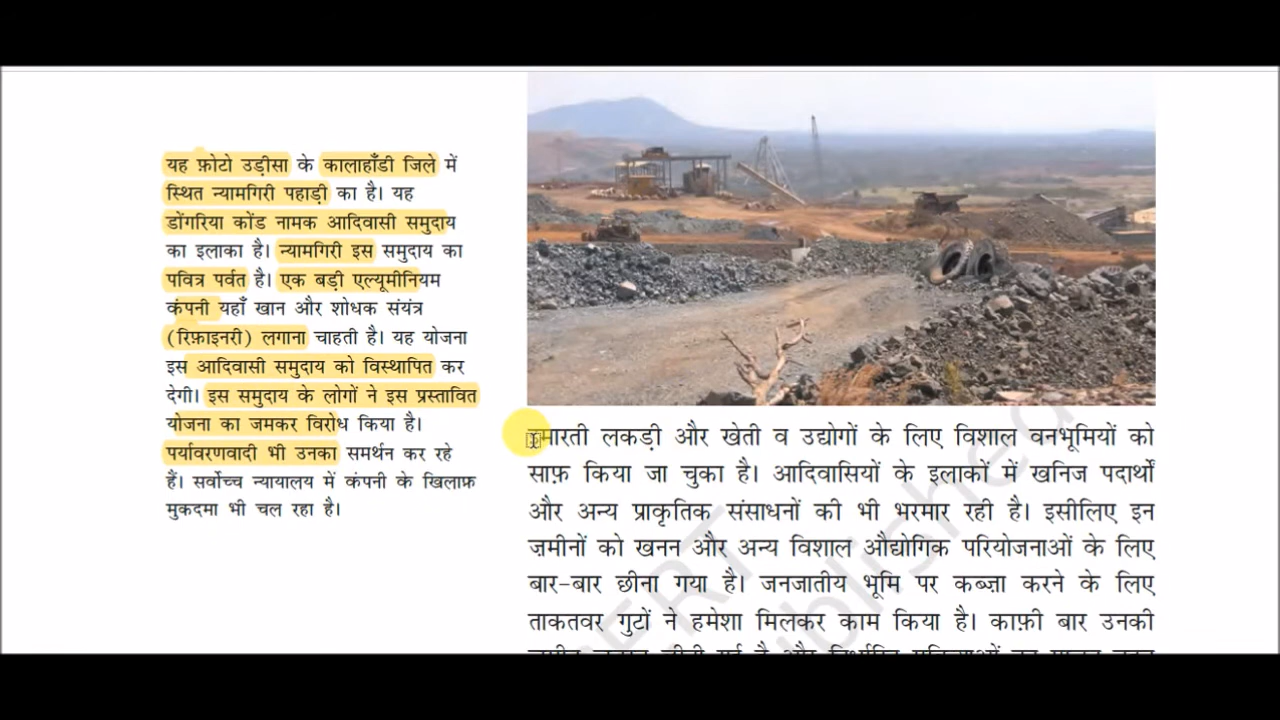 यह फ़ोटो उड़ीसा के कालाहाँडी जिले में
स्थित न्यामगिरी पहाड़ी का है। यह
डोंगरिया कोंड नामक आदिवासी समुदाय
का इलाका है। न्यामगिरी इस समुदाय का
पवित्र पर्वत है। एक बड़ी एल्यूमीनियम
कंपनी यहाँ खान और शोधक संयंत्र
(रिफ़ाइनरी) लगाना चाहती है। यह योजना
इस आदिवासी समुदाय को विस्थापित कर
देगी। इस समुदाय के लोगों ने इस प्रस्तावित
योजना का जमकर विरोध किया है।
पर्यावरणवादी भी उनका समर्थन कर रहे
हैं। सर्वोच्च न्यायालय में कंपनी के खिलाफ़
मुकदमा भी चल रहा है।
इमारती लकड़ी और खेती व उद्योगों के लिए विशाल वनभूमियों को
साफ़ किया जा चुका है। आदिवासियों के इलाकों में खनिज पदार्थों
और अन्य प्राकृतिक संसाधनों की भी भरमार रही है। इसीलिए इन
ज़मीनों को खनन और अन्य विशाल औद्योगिक परियोजनाओं के लिए
बार-बार छीना गया है। जनजातीय भूमि पर कब्ज़ा करने के लिए
ताकतवर गुटों ने हमेशा मिलकर काम किया है। काफ़ी बार उनकी